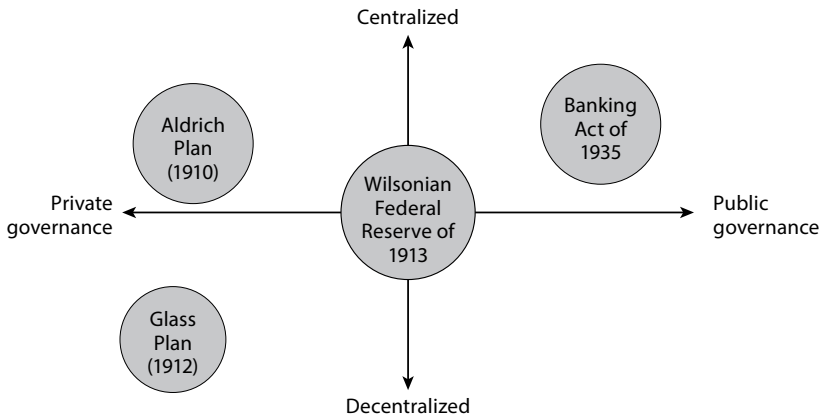 Centralized
Aldrich
Plan
(1910)
Banking
Act of
1935
Private
governance
Wilsonian
Federal
Reserve of
1913
Public
governance
Glass
Plan
(1912)
Decentralized